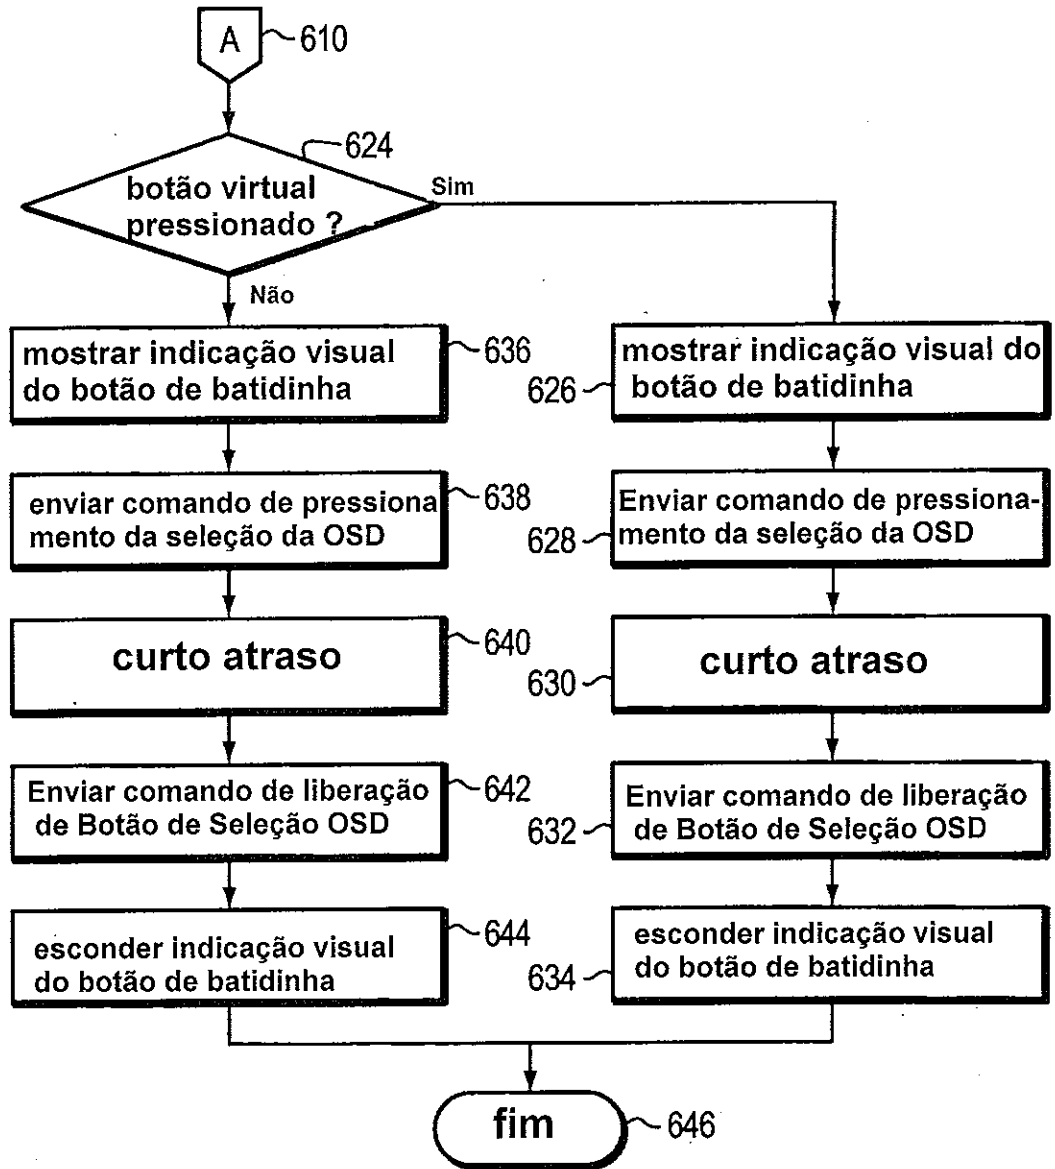 A
610
624
botão virtual
pressionado ?
Sim
Não
mostrar indicação visual
do botão de batidinha
636
enviar comando de pressiona
mento da seleção da OSD
638
curto atraso
640
Enviar comando de liberação
de Botão de Seleção OSD
642
esconder indicação visual
do botão de batidinha
644
mostrar indicação visual do
botão de batidinha
626
Enviar comando de pressiona-
mento da seleção da OSD
628
curto atraso
630
Enviar comando de liberação
de Botão de Seleção OSD
632
esconder indicação visual
do botão de batidinha
634
fim
646